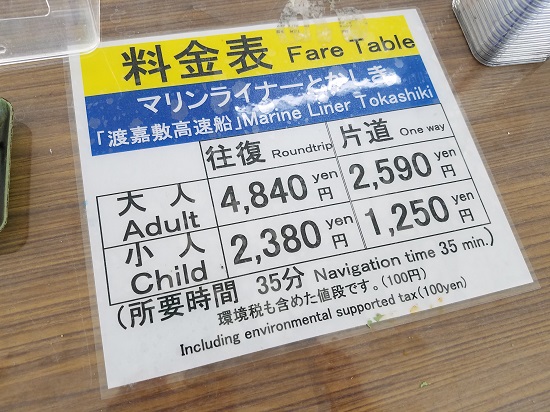 料金表 Fare Table
マリンライナーとかしき
「渡嘉敷高速船」Marine Liner Tokashiki
往復 Roundtrip 片道 One way
大人 Adult 4,840 yen 円 2,590 yen 円
小人 Child 2,380 yen 円 1,250 yen 円
(所要時間 35分 Navigation time 35 min.)
環境税も含めた値段です。(100円)
Including environmental supported tax(100yen)